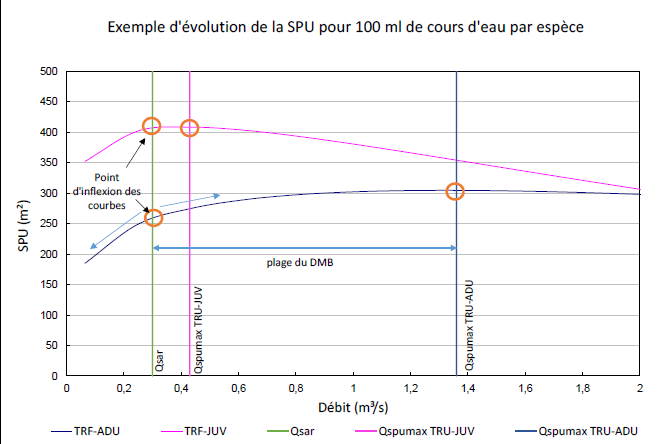 Exemple d'évolution de la SPU pour 100 ml de cours d'eau par espèce
SPU (m²)
500
450
400
350
300
250
200
150
100
50
0
Point
d'inflexion des
courbes
plage du DMB
Qsar
Qspumax TRU-JUV
Qspumax TRU-ADU
0 0,2 0,4 0,6 0,8 1 1,2 1,4 1,6 1,8 2
Débit (m³/s)
TRF-ADU TRF-JUV Qsar Qspumax TRU-JUV Qspumax TRU-ADU